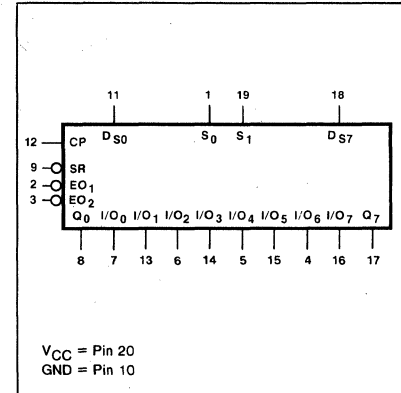 11 1 19 18
D S0 S0 S1 D S7
12 CP
9 SR
2 EO1
3 EO2
Q0 I/O0 I/O1 I/O2 I/O3 I/O4 I/O5 I/O6 I/O7 Q7
8 7 13 6 14 5 15 4 16 17
VCC = Pin 20
GND = Pin 10